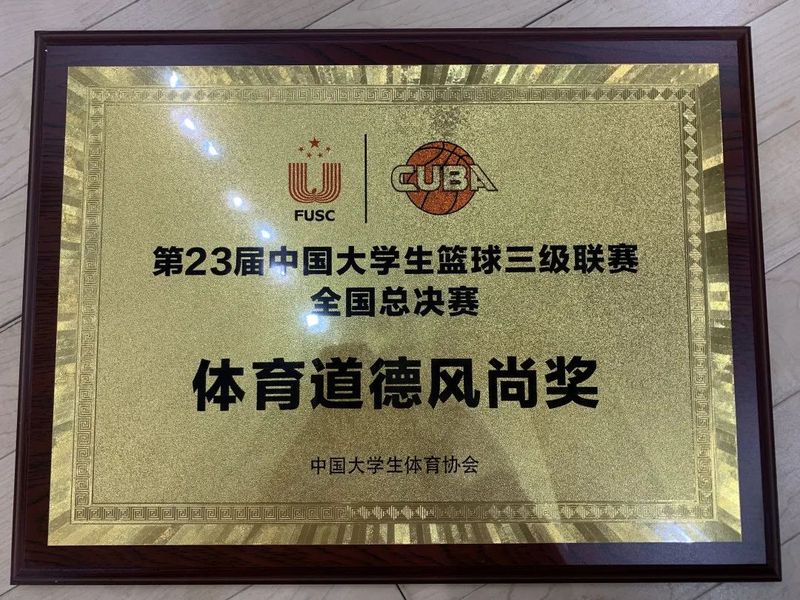 FUSC
CUBA
第23届中国大学生篮球三级联赛
全国总决赛
体育道德风尚奖
中国大学生体育协会